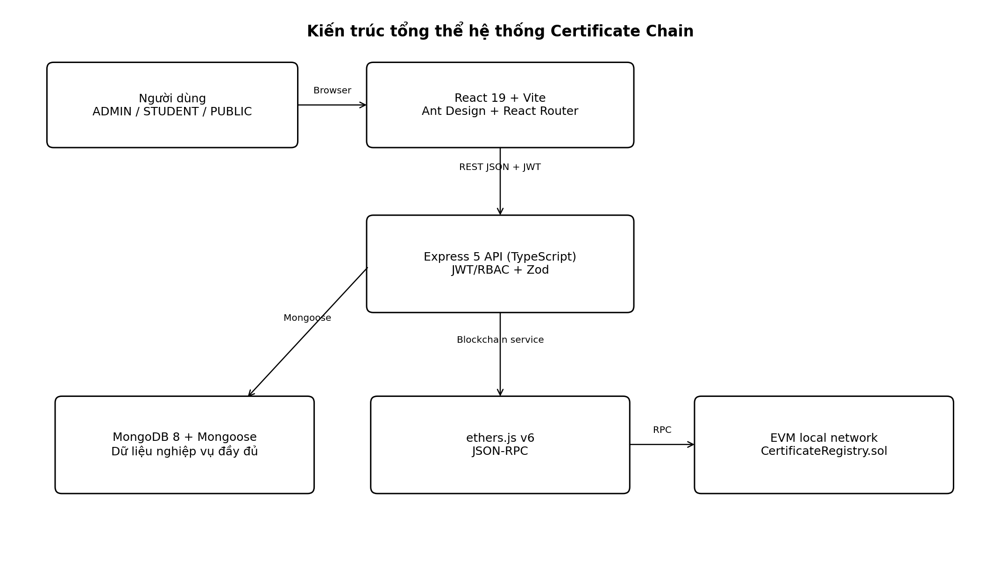 Kiến trúc tổng thể hệ thống Certificate Chain
Người dùng
ADMIN / STUDENT / PUBLIC
Browser
React 19 + Vite
Ant Design + React Router
REST JSON + JWT
Express 5 API (TypeScript)
JWT/RBAC + Zod
Mongoose
Blockchain service
MongoDB 8 + Mongoose
Dữ liệu nghiệp vụ đầy đủ
ethers.js v6
JSON-RPC
RPC
EVM local network
CertificateRegistry.sol